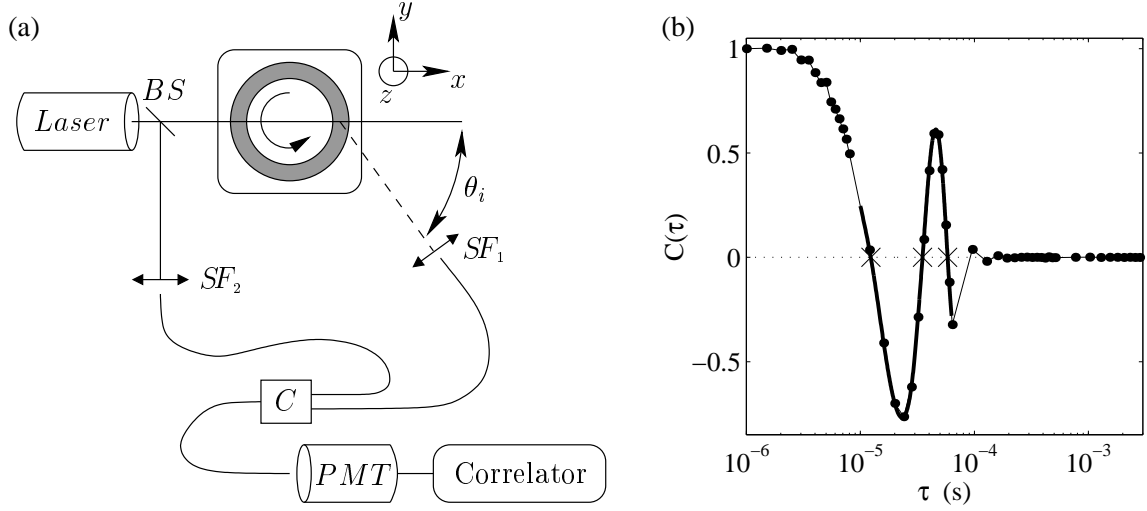 (a)
y
x
z
BS
Laser
θi
SF1
SF2
C
PMT
Correlator
(b)
1
0.5
0
−0.5
C(τ)
10−6 10−5 10−4 10−3
τ (s)